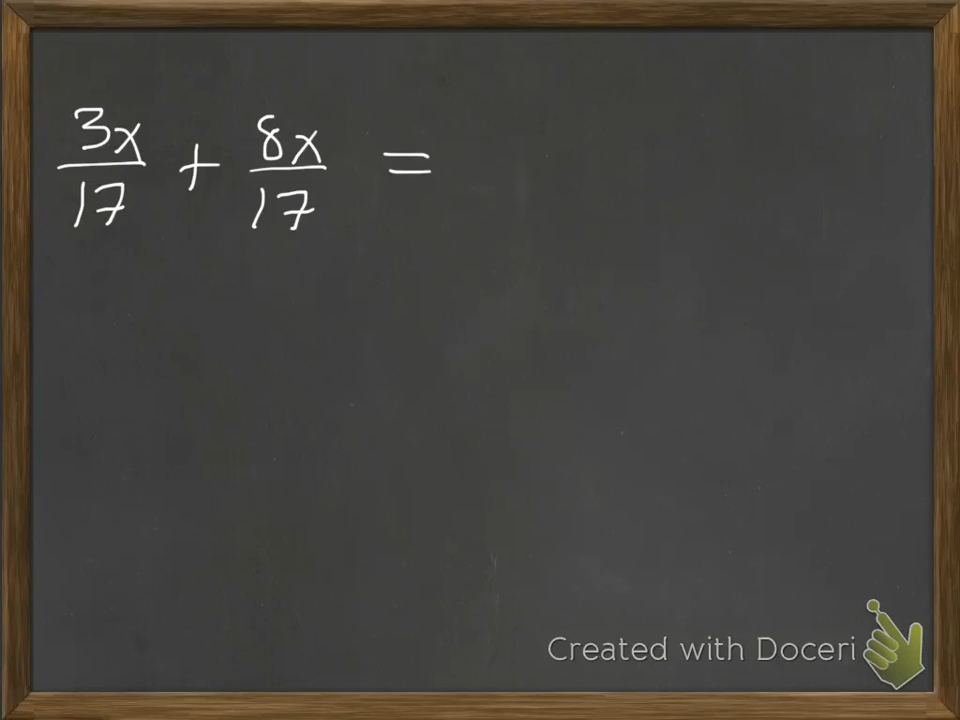 3x/17 + 8x/17 =
Created with Doceri